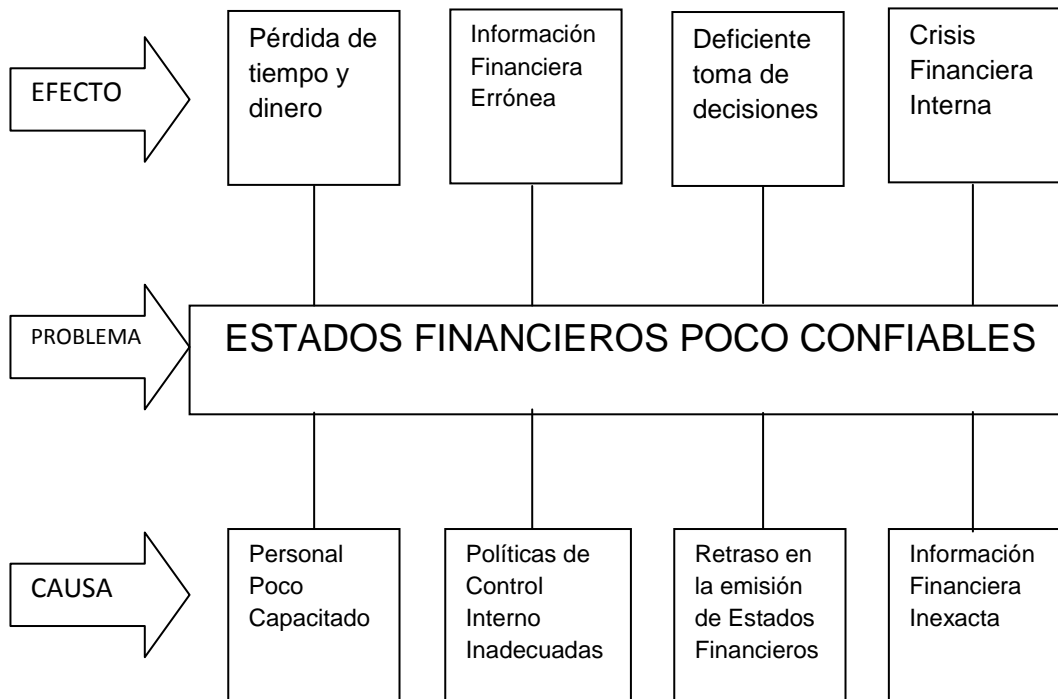 EFECTO
Pérdida de
tiempo y
dinero
Información
Financiera
Errónea
Deficiente
toma de
decisiones
Crisis
Financiera
Interna
PROBLEMA
ESTADOS FINANCIEROS POCO CONFIABLES
CAUSA
Personal
Poco
Capacitado
Políticas de
Control
Interno
Inadecuadas
Retraso en
la emisión
de Estados
Financieros
Información
Financiera
Inexacta